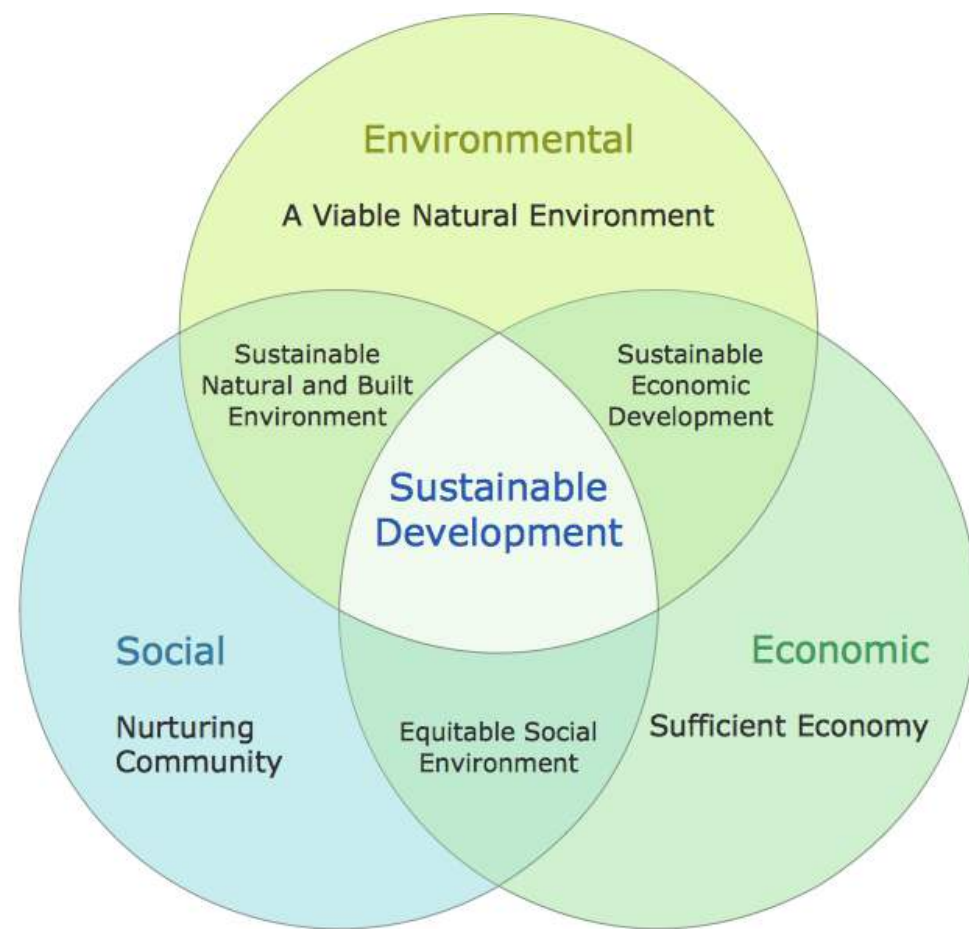 Environmental
A Viable Natural Environment
Sustainable
Natural and Built
Environment
Sustainable
Economic
Development
Sustainable
Development
Social
Nurturing
Community
Equitable Social
Environment
Economic
Sufficient Economy